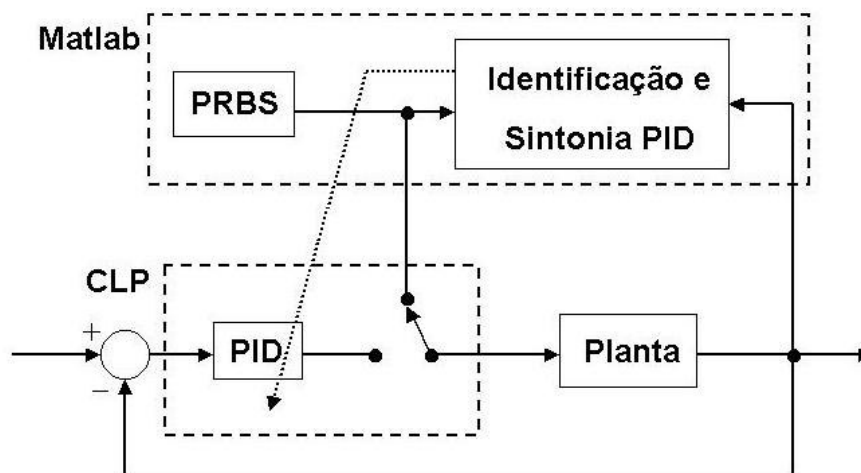 Matlab
PRBS
Identificação e
Sintonia PID
CLP
+
PID
Planta
−